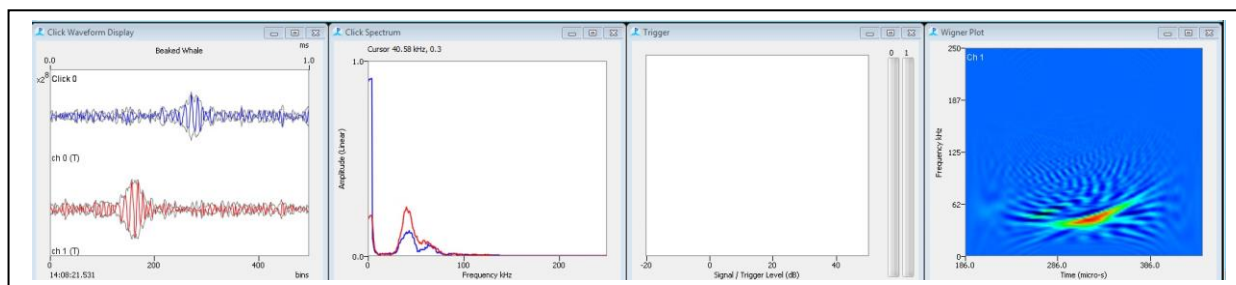 Click Waveform Display
Beaked Whale
ms
0.0 1.0
x2^8 Click 0
ch 0 (T)
ch 1 (T)
0 200 400
14:08:21.531 bins
Click Spectrum
Cursor 40.58 kHz, 0.3
1.0
Amplitude (Linear)
0.0
0 100 200
Frequency kHz
Trigger
0 1
-20 0 20 40
Signal / Trigger Level (dB)
Wigner Plot
Ch 1
250
187
125
62
0
Frequency kHz
186.0 286.0 386.0
Time (micro-s)